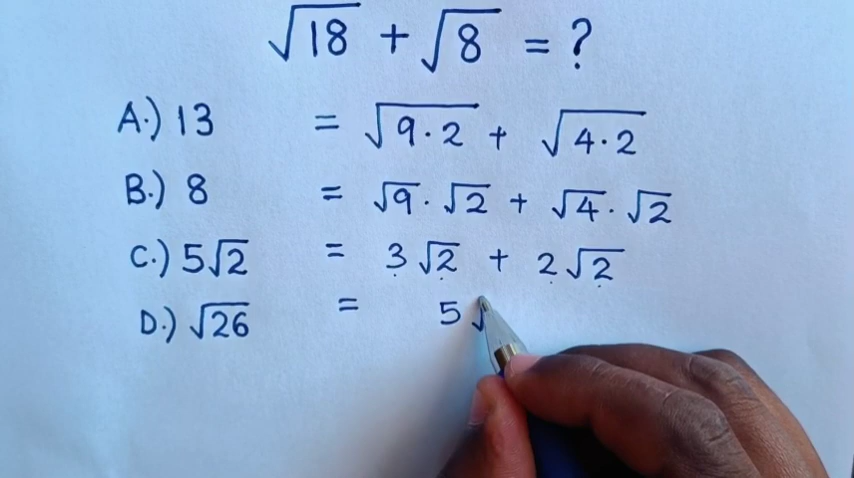 √18 + √8 = ?
A.) 13 = √9·2 + √4·2
B.) 8 = √9·√2 + √4·√2
C.) 5√2 = 3√2 + 2√2
D.) √26 = 5√